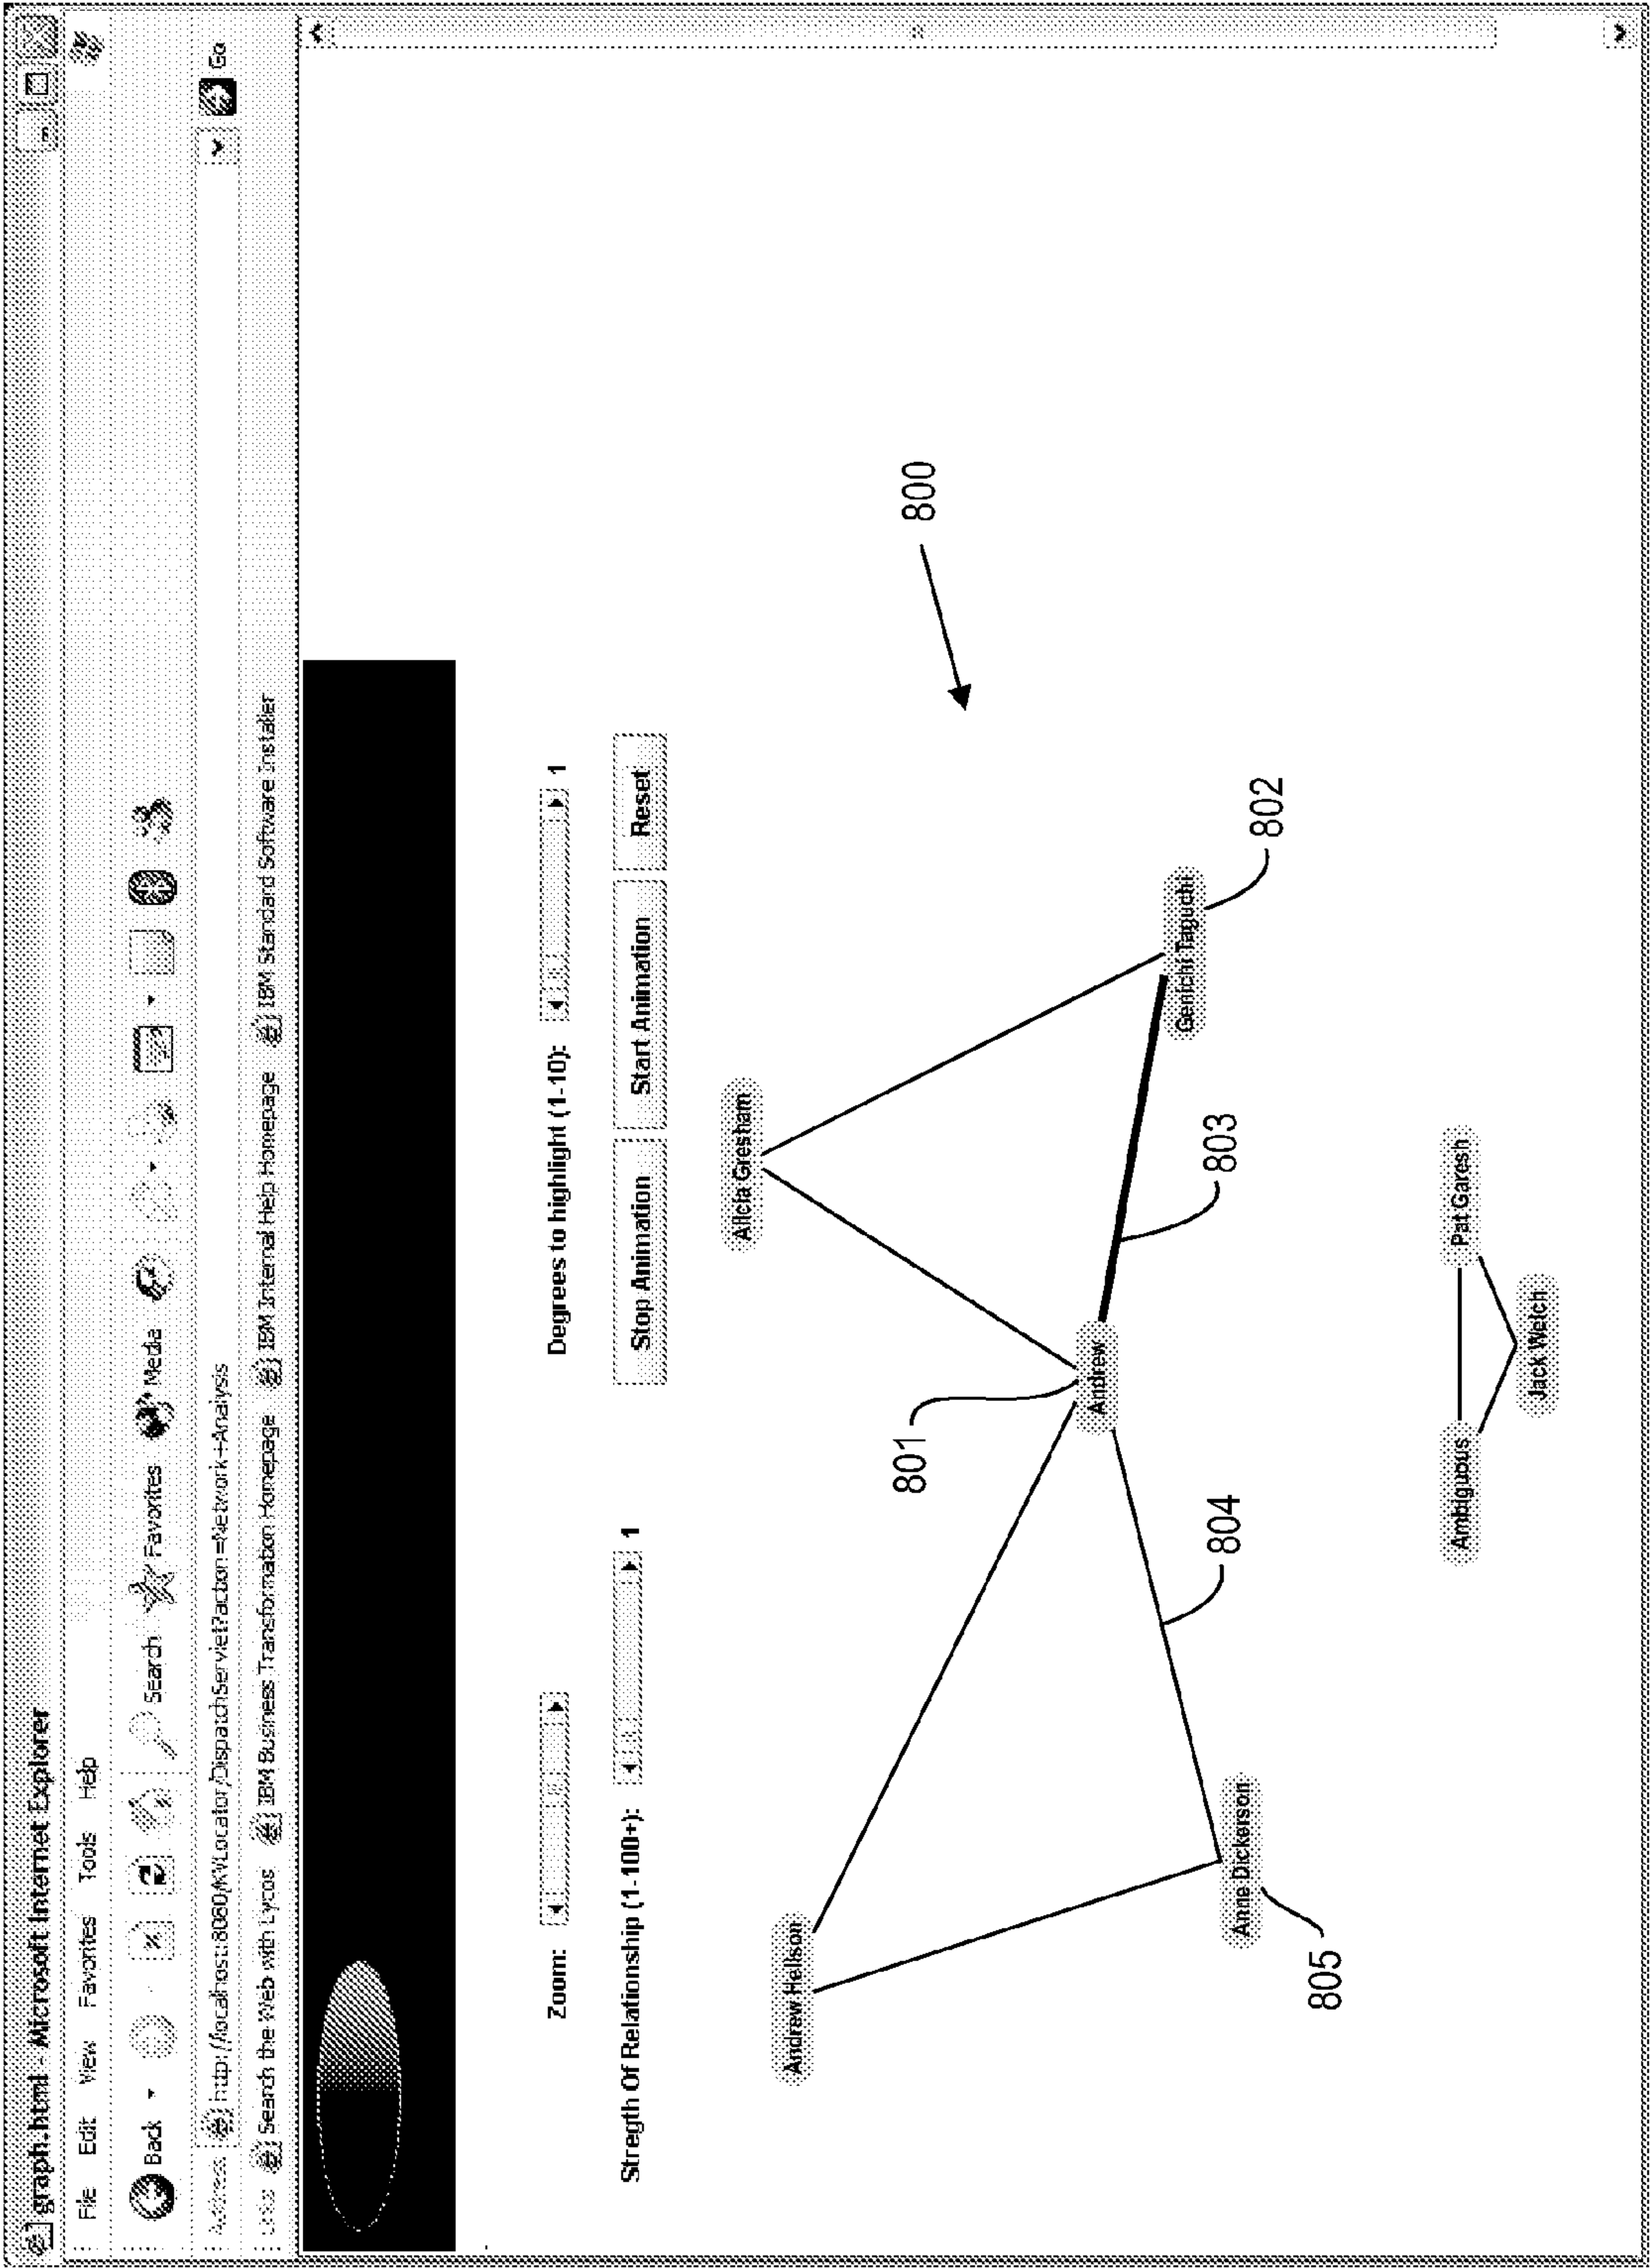 graph.html - Microsoft Internet Explorer
File Edit View Favorites Tools Help
Back Search Favorites Media
Address http://localhost:8080/KVLocator/DispatchServlet?action=Network+Analysis Go
Links Search the Web with Lycos IBM Business Transformation Homepage IBM Internal Help Homepage IBM Standard Software Installer
Zoom: Degrees to highlight (1-10): 1
Stregth Of Relationship (1-100+): 1 Stop Animation Start Animation Reset
Alicia Gresham
Andrew Hellson
801
800
Andrew
Genichi Taguchi
803
804
802
Anne Dickerson
805
Ambiguous Pat Garesh
Jack Welch